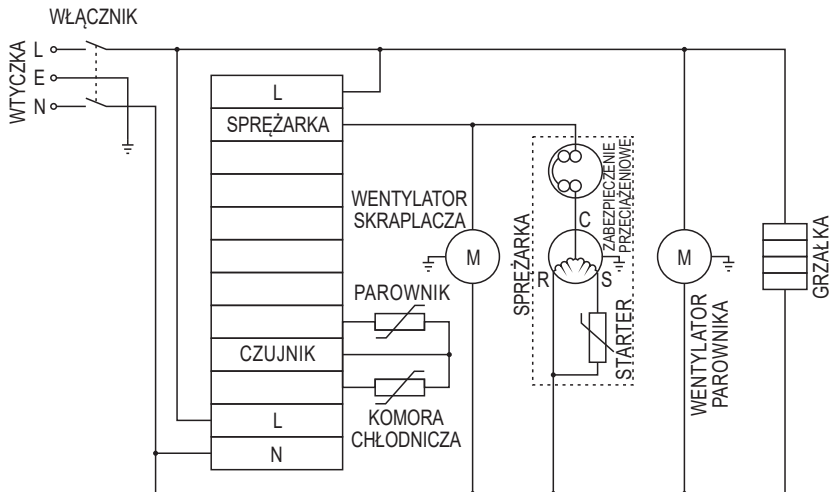 WŁĄCZNIK
WTYCZKA
L
E
N
L
SPRĘŻARKA
CZUJNIK
L
N
WENTYLATOR
SKRAPLACZA
M
PAROWNIK
KOMORA
CHŁODNICZA
SPRĘŻARKA
ZABEZPIECZENIE
PRZECIĄŻENIOWE
C
R
S
STARTER
M
WENTYLATOR
PAROWNIKA
GRZAŁKA